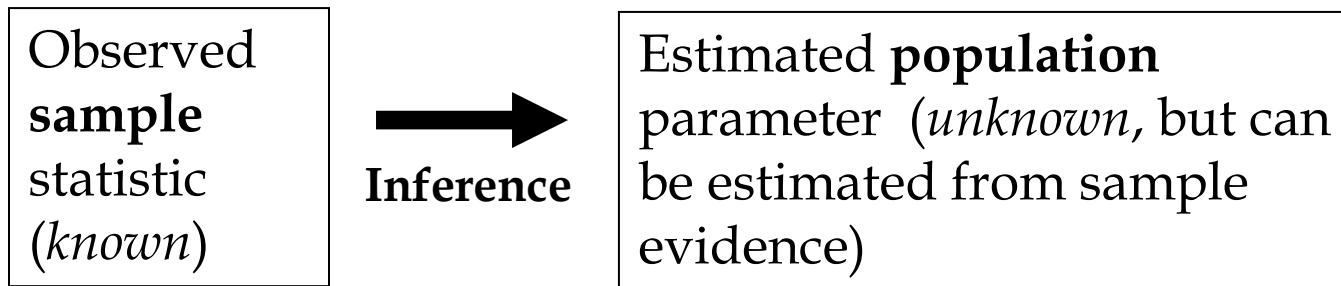 Observed
sample
statistic
(known)
Inference
Estimated population
parameter (unknown, but can
be estimated from sample
evidence)